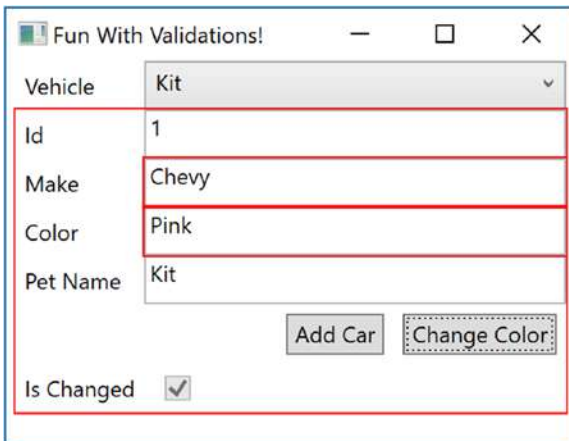 Fun With Validations!
Vehicle Kit
Id 1
Make Chevy
Color Pink
Pet Name Kit
Add Car Change Color
Is Changed